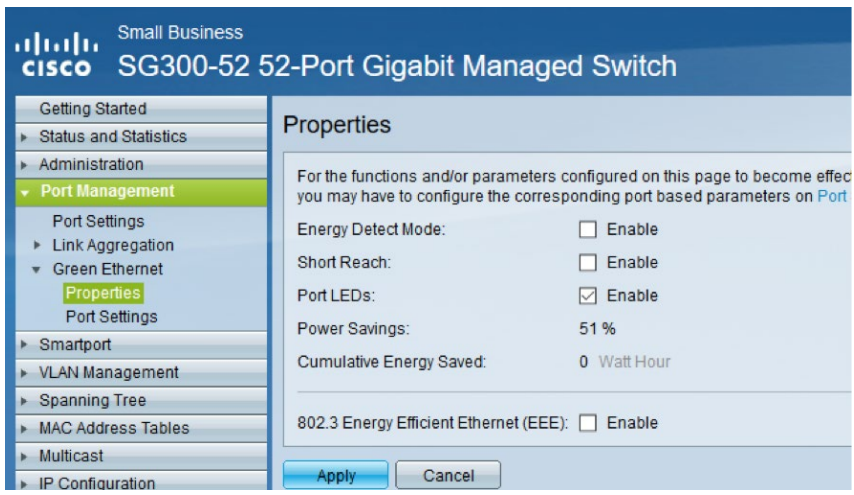 Small Business
cisco SG300-52 52-Port Gigabit Managed Switch
Getting Started
Status and Statistics
Administration
Port Management
Port Settings
Link Aggregation
Green Ethernet
Properties
Port Settings
Smartport
VLAN Management
Spanning Tree
MAC Address Tables
Multicast
IP Configuration
Properties
For the functions and/or parameters configured on this page to become effec
you may have to configure the corresponding port based parameters on Port
Energy Detect Mode: Enable
Short Reach: Enable
Port LEDs: Enable
Power Savings: 51 %
Cumulative Energy Saved: 0 Watt Hour
802.3 Energy Efficient Ethernet (EEE): Enable
Apply Cancel